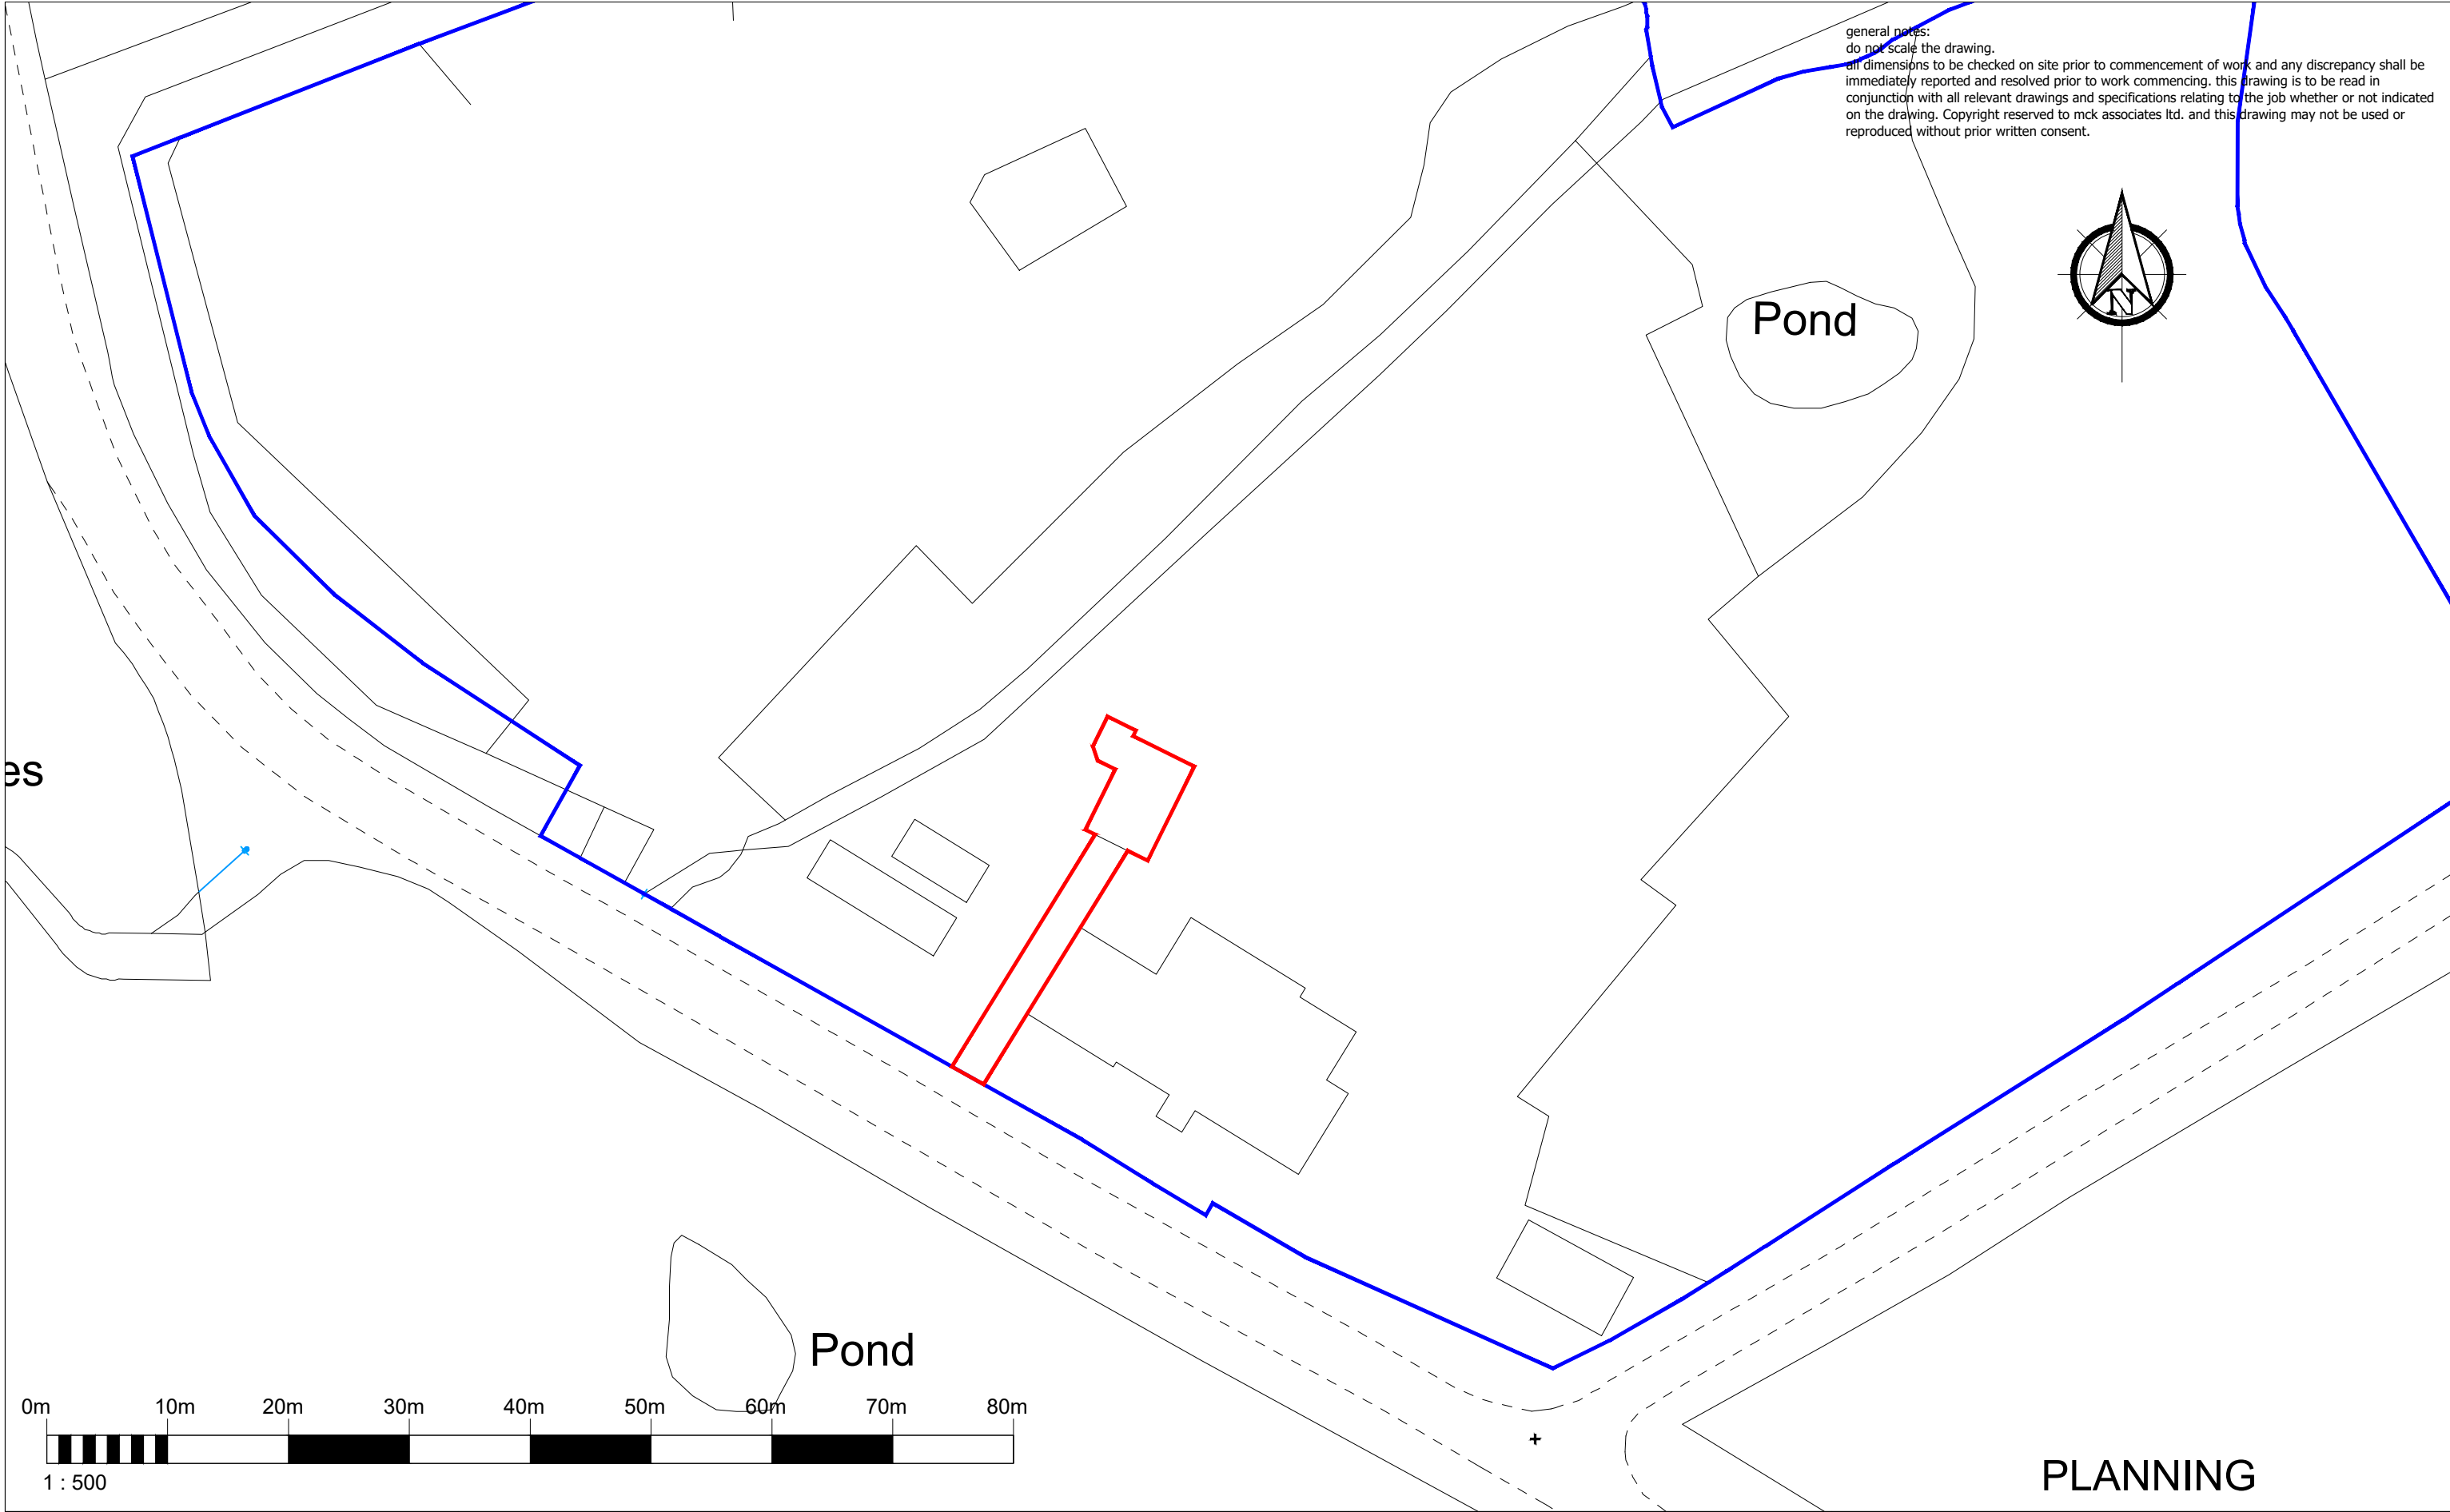 general notes:
do not scale the drawing.
all dimensions to be checked on site prior to commencement of work and any discrepancy shall be
immediately reported and resolved prior to work commencing. this drawing is to be read in
conjunction with all relevant drawings and specifications relating to the job whether or not indicated
on the drawing. Copyright reserved to mck associates ltd. and this drawing may not be used or
reproduced without prior written consent.
N
Pond
es
Pond
0m 10m 20m 30m 40m 50m 60m 70m 80m
1 : 500
PLANNING